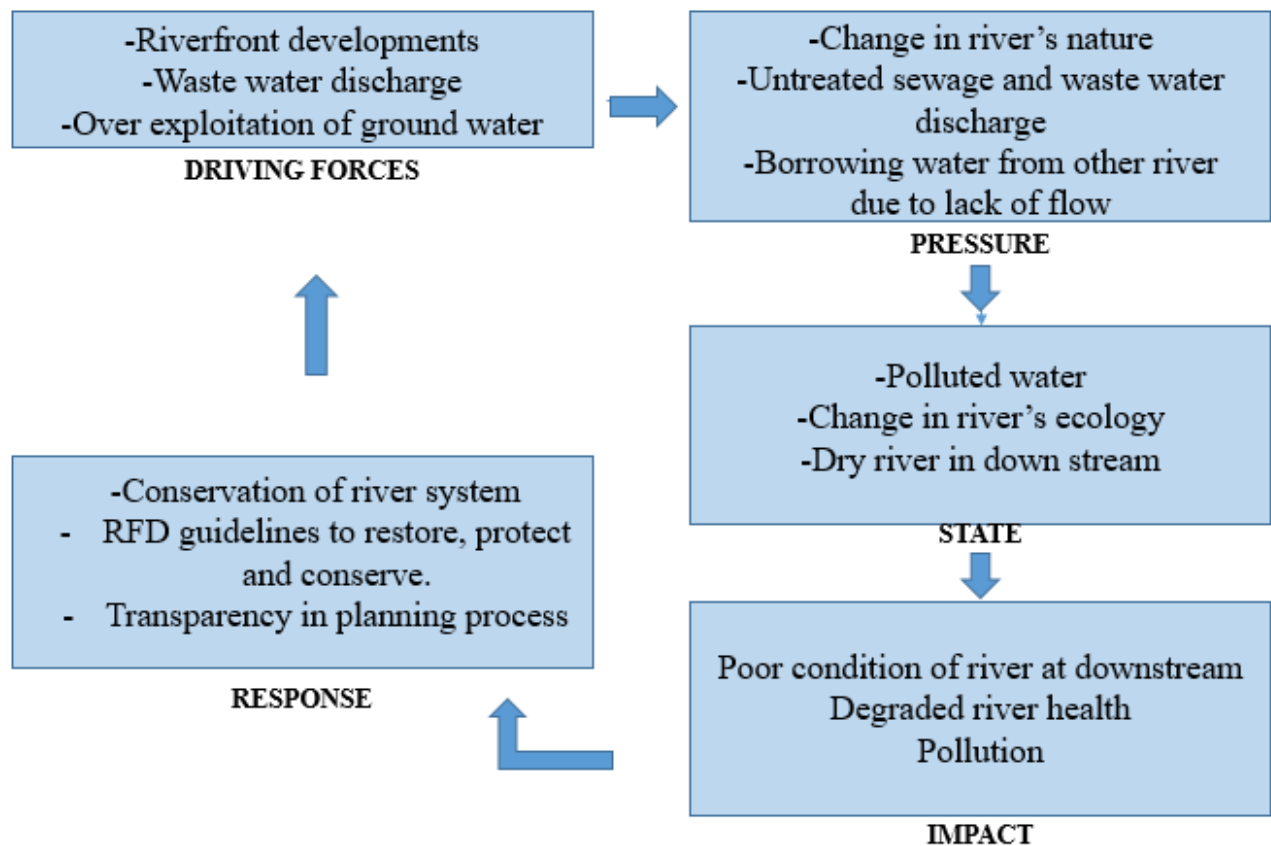 -Riverfront developments
-Waste water discharge
-Over exploitation of ground water
DRIVING FORCES
-Change in river's nature
-Untreated sewage and waste water
discharge
-Borrowing water from other river
due to lack of flow
PRESSURE
-Polluted water
-Change in river's ecology
-Dry river in down stream
STATE
Poor condition of river at downstream
Degraded river health
Pollution
IMPACT
-Conservation of river system
- RFD guidelines to restore, protect
and conserve.
- Transparency in planning process
RESPONSE